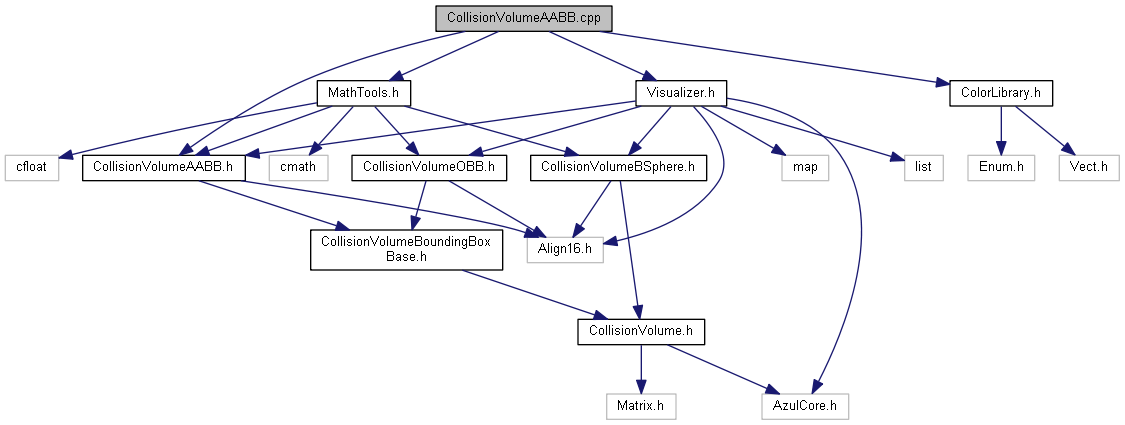 CollisionVolumeAABB.cpp
MathTools.h
Visualizer.h
ColorLibrary.h
cfloat
CollisionVolumeAABB.h
cmath
CollisionVolumeOBB.h
CollisionVolumeBSphere.h
map
list
Enum.h
Vect.h
CollisionVolumeBoundingBox
Base.h
Align16.h
CollisionVolume.h
Matrix.h
AzulCore.h